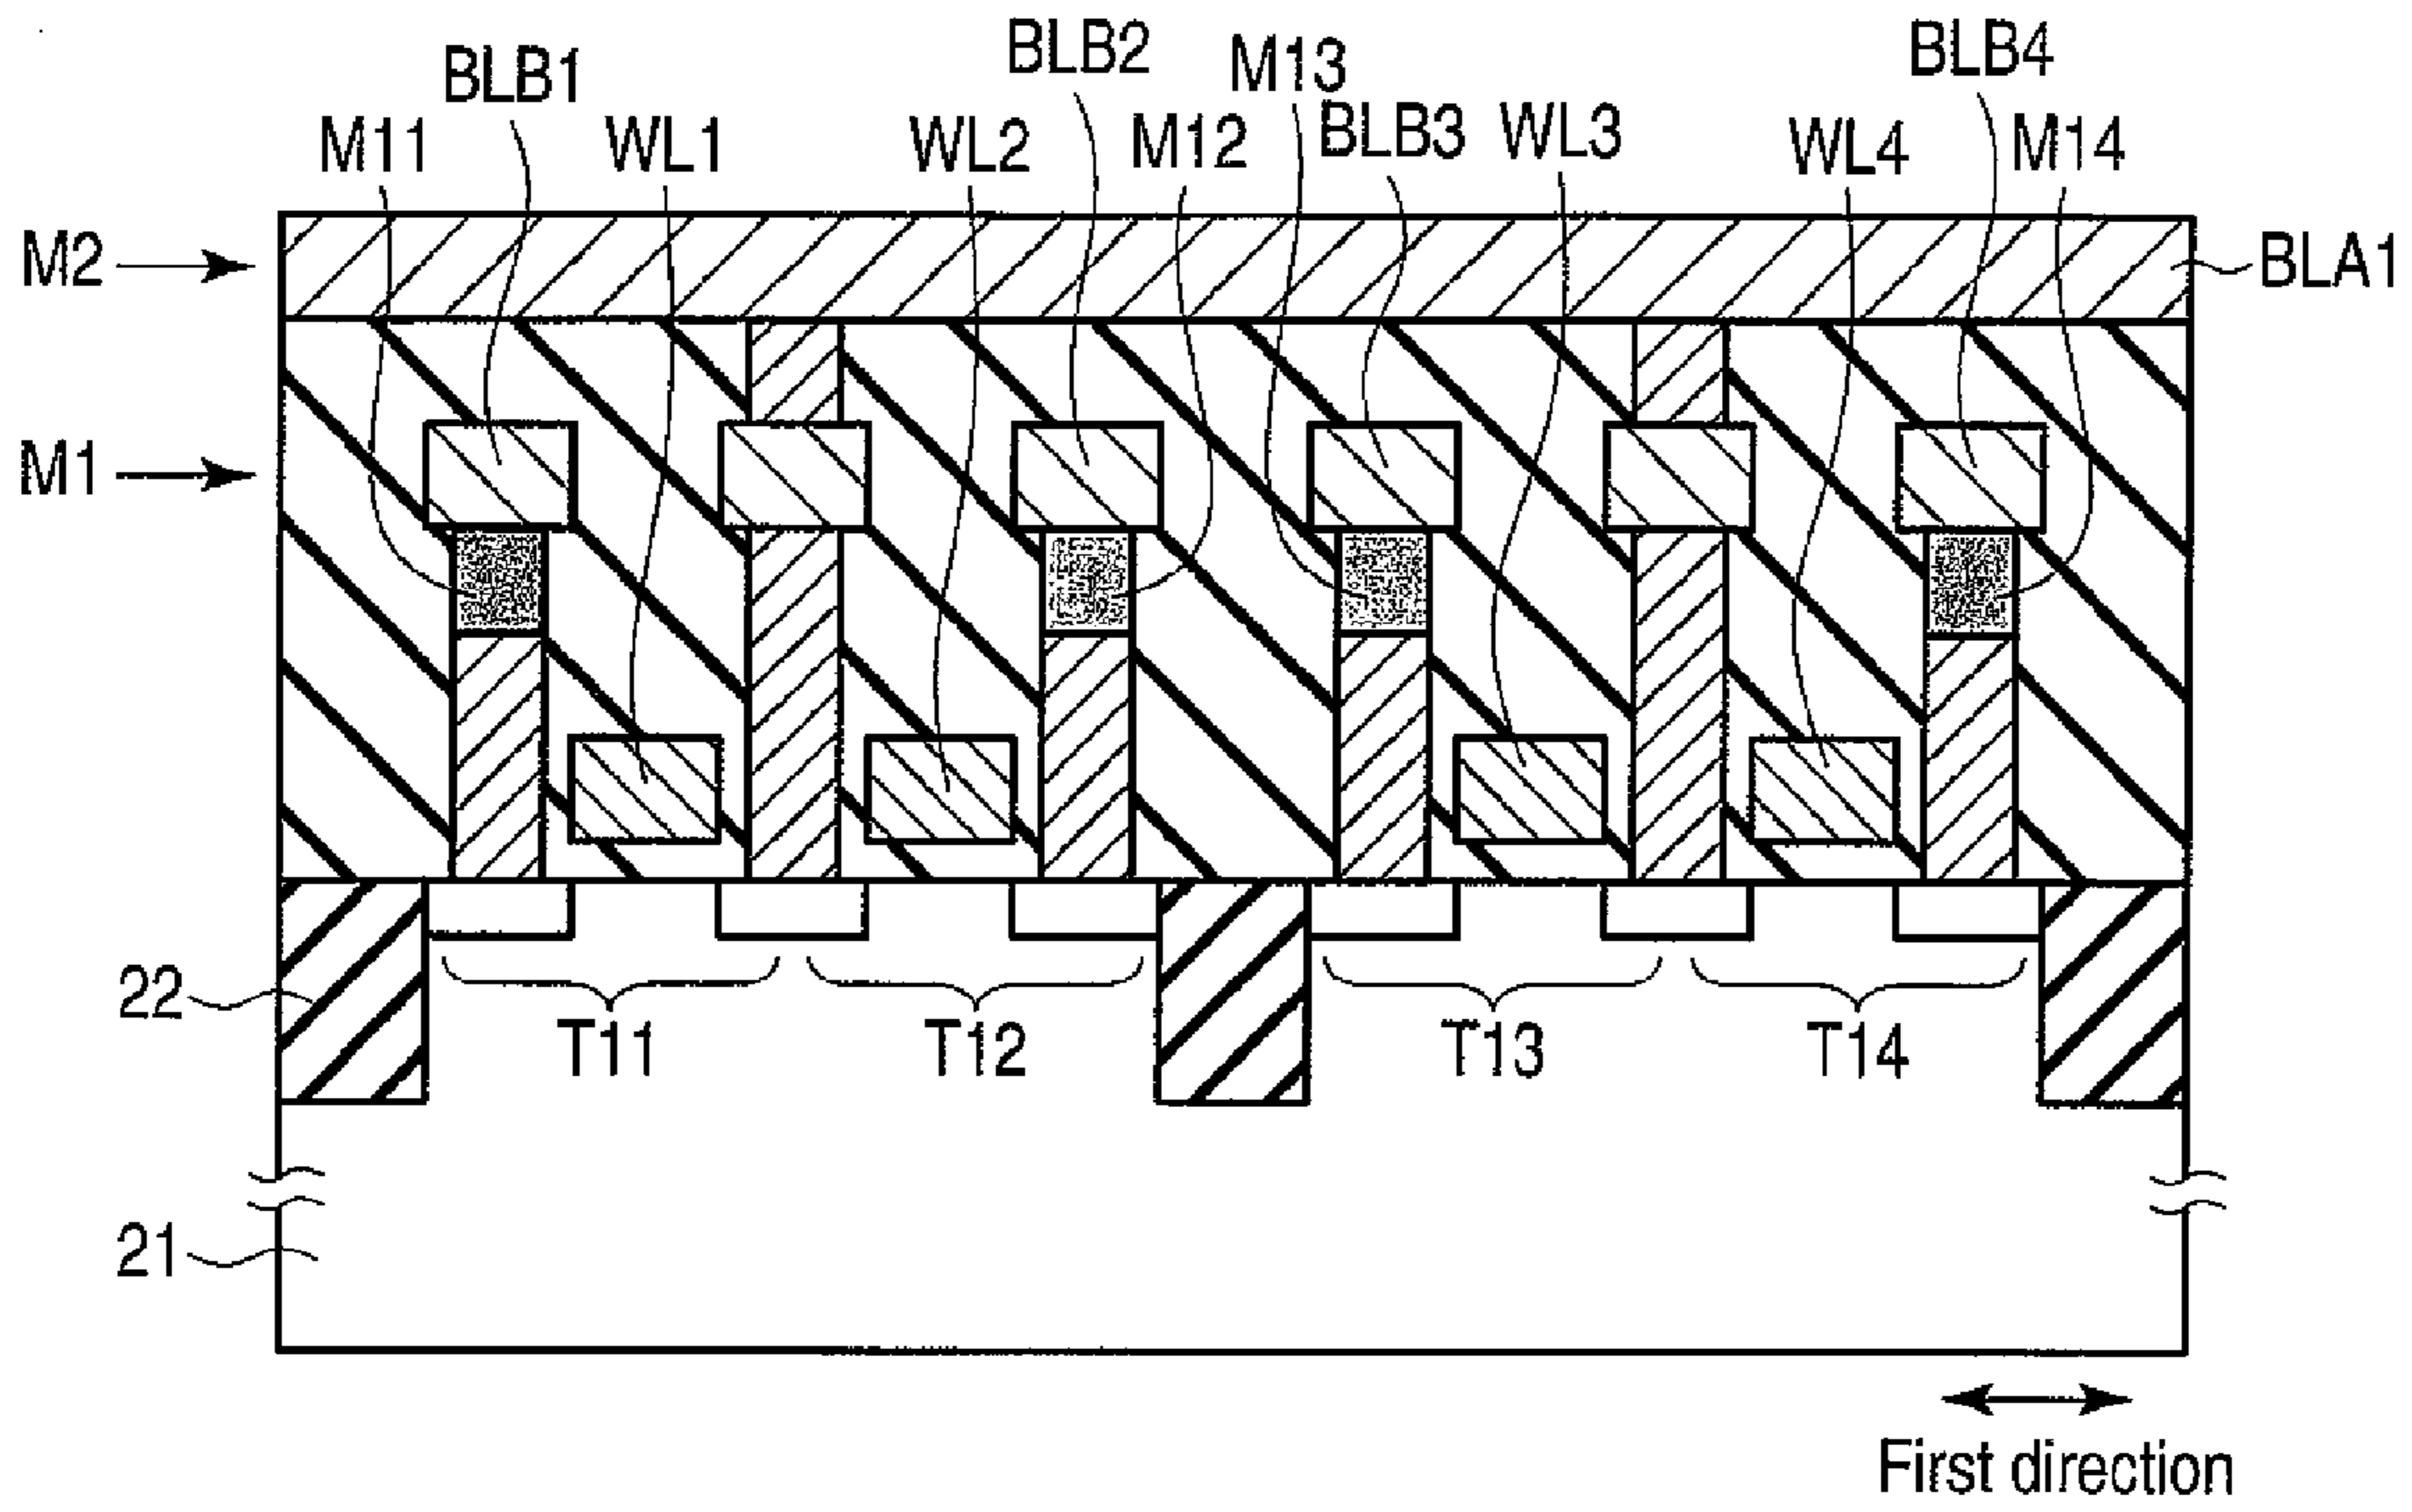 BLB1
BLB2
M13
BLB4
M11
WL1
WL2
M12
BLB3
WL3
WL4
M14
M2
BLA1
M1
22
T11
T12
T13
T14
21
First direction